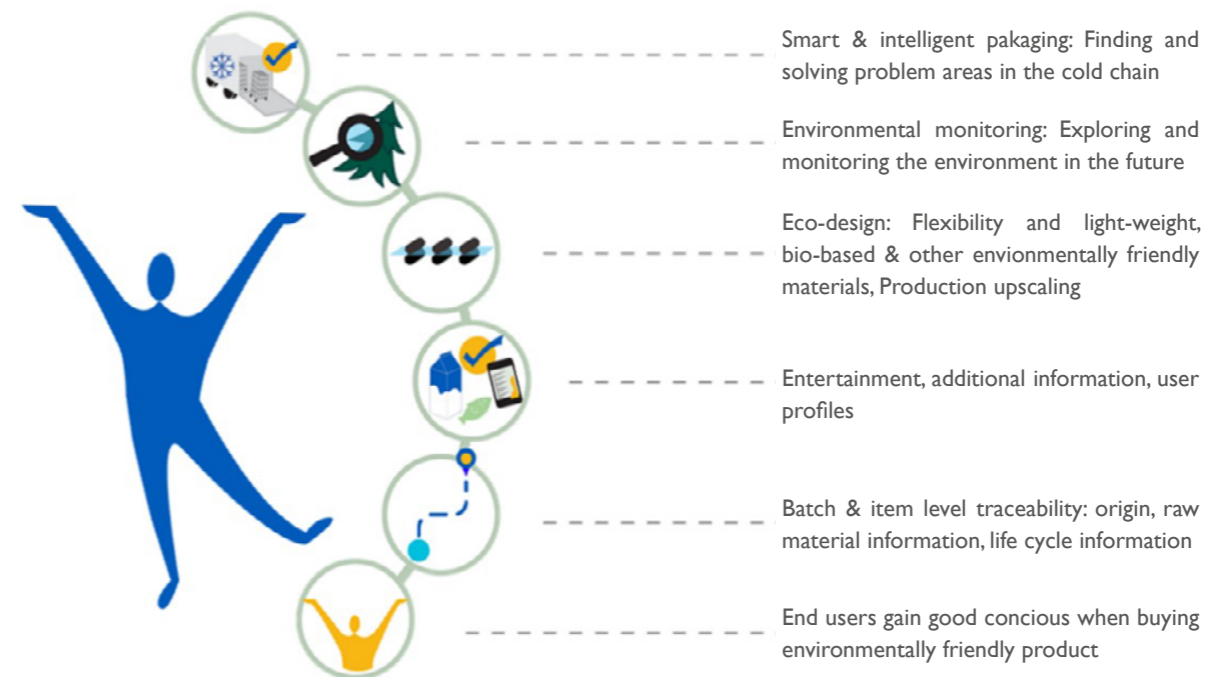 Smart & intelligent pakaging: Finding and
solving problem areas in the cold chain
Environmental monitoring: Exploring and
monitoring the environment in the future
Eco-design: Flexibility and light-weight,
bio-based & other envionmentally friendly
materials, Production upscaling
Entertainment, additional information, user
profiles
Batch & item level traceability: origin, raw
material information, life cycle information
End users gain good concious when buying
environmentally friendly product